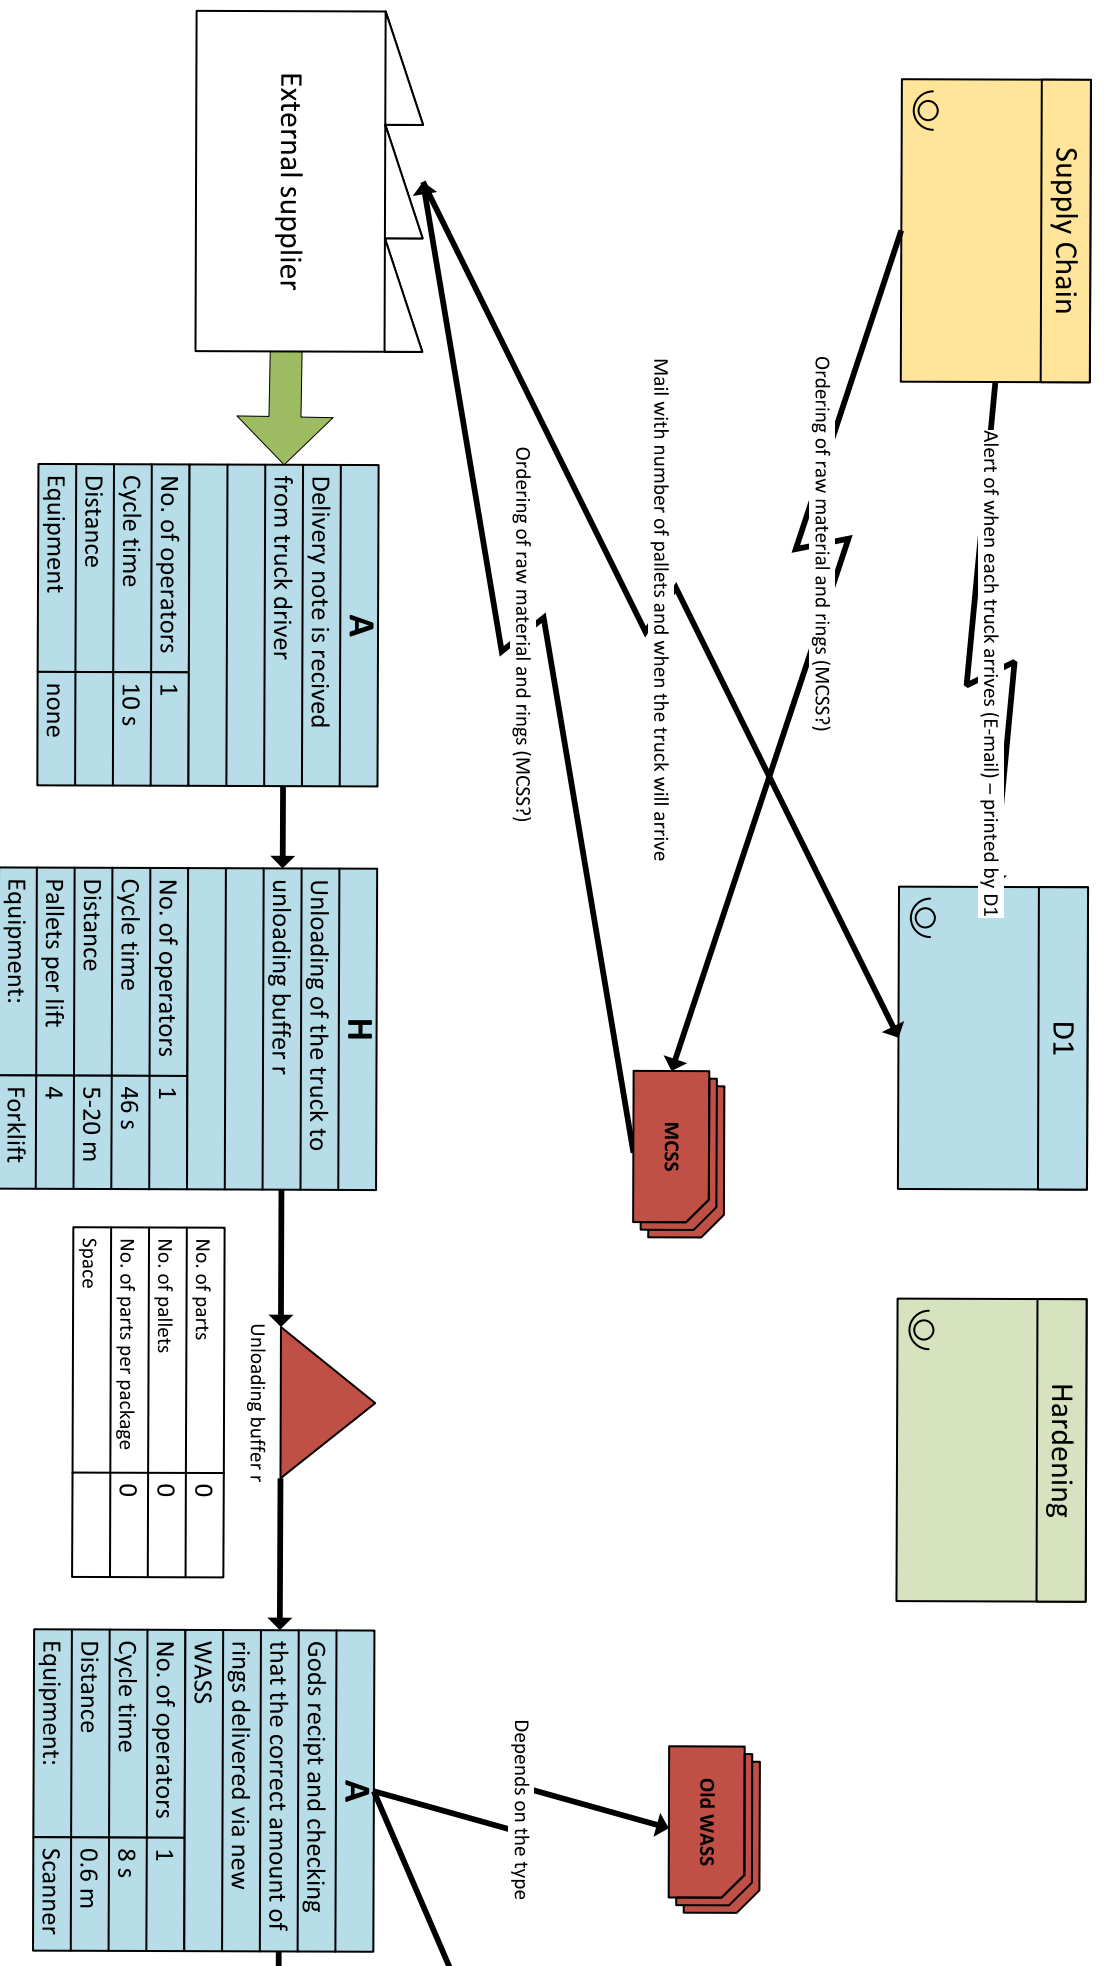 Supply Chain
D1
Hardening
Alert of when each truck arrives (E-mail) – printed by D1
Ordering of raw material and rings (MCSS?)
Mail with number of pallets and when the truck will arrive
Ordering of raw material and rings (MCSS?)
MCSS
Old WASS
Depends on the type
External supplier
A
Delivery note is recived
from truck driver
No. of operators 1
Cycle time 10 s
Distance
Equipment none
H
Unloading of the truck to
unloading buffer r
No. of operators 1
Cycle time 46 s
Distance 5-20 m
Pallets per lift 4
Equipment: Forklift
Unloading buffer r
No. of parts 0
No. of pallets 0
No. of parts per package 0
Space
A
Gods recipt and checking
that the correct amount of
rings delivered via new
WASS
No. of operators 1
Cycle time 8 s
Distance 0.6 m
Equipment: Scanner